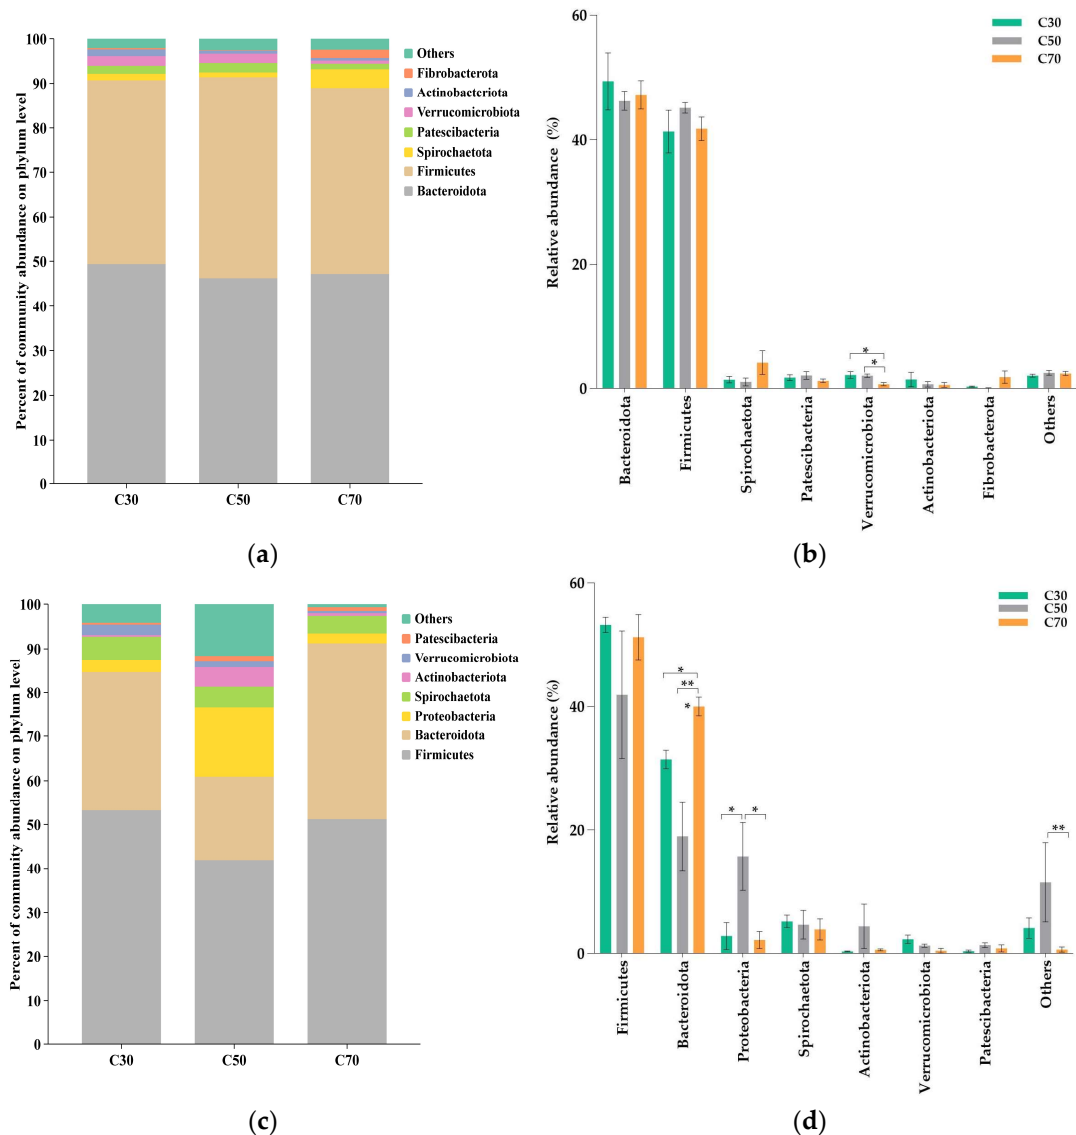 Percent of community abundance on phylum level
100
90
80
70
60
50
40
30
20
10
0
C30
C50
C70
Others
Fibrobacterota
Actinobacteriota
Verrucomicrobiota
Patescibacteria
Spirochaetota
Firmicutes
Bacteroidota
(a)
Relative abundance (%)
60
40
20
0
C30
C50
C70
*
*
Bacteroidota
Firmicutes
Spirochaetota
Patescibacteria
Verrucomicrobiota
Actinobacteriota
Fibrobacterota
Others
(b)
Percent of community abundance on phylum level
100
90
80
70
60
50
40
30
20
10
0
C30
C50
C70
Others
Patescibacteria
Verrucomicrobiota
Actinobacteriota
Spirochaetota
Proteobacteria
Bacteroidota
Firmicutes
(c)
Relative abundance (%)
60
40
20
0
C30
C50
C70
*
**
*
*
*
**
Firmicutes
Bacteroidota
Proteobacteria
Spirochaetota
Actinobacteriota
Verrucomicrobiota
Patescibacteria
Others
(d)